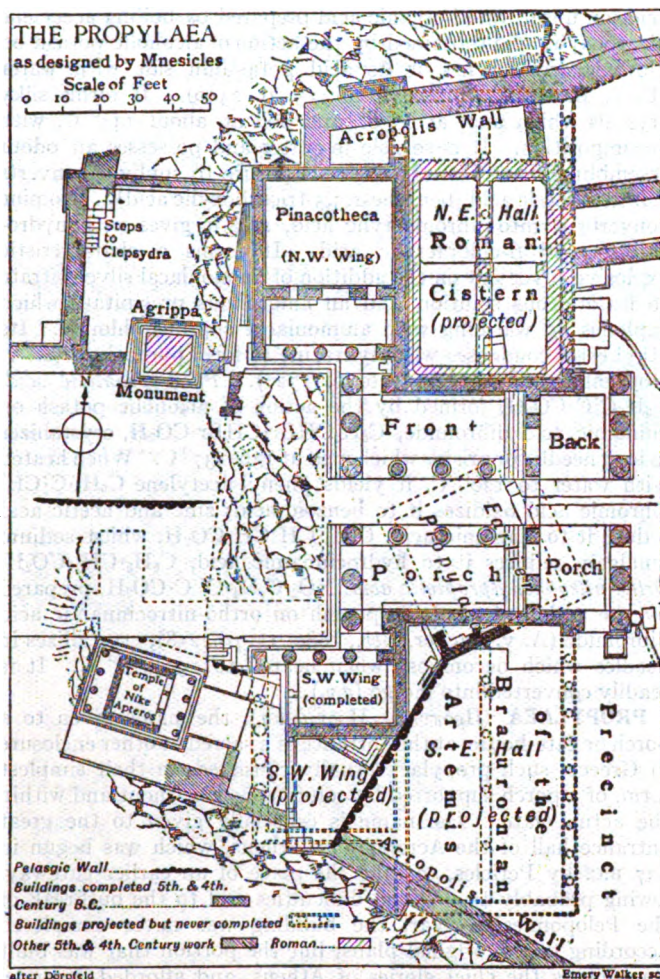 THE PROPYLAEA
as designed by Mnesicles
Scale of Feet
0 10 20 30 40 50
Acropolis Wall
Steps
to
Clepsydra
Pinacotheca
(N.W. Wing)
N.E. Hall
Roman
Cistern
(projected)
Agrippa
Monument
Front
Back
Porch
Porch
Early
Propylum
Temple
of Nike
Apteros
S.W. Wing
(completed)
S.W. Wing
(projected)
S.E. Hall
(projected)
Artemis
Brauronian
of the
Precinct
Acropolis Wall
Pelasgic Wall
Buildings completed 5th. & 4th.
Century B.C.
Buildings projected but never completed
Other 5th. & 4th. Century work Roman
after Dörpfeld
Emery Walker sc.